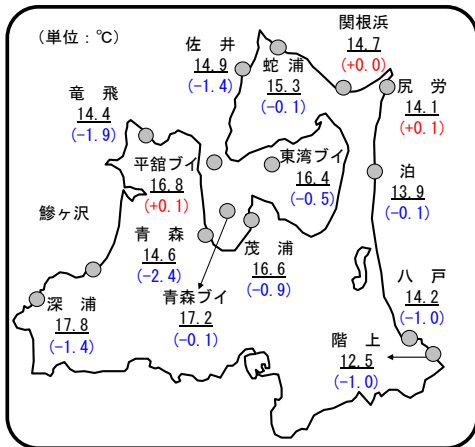 （単位：℃）
佐井
14.9
(-1.4)
蛇浦
15.3
(-0.1)
関根浜
14.7
(+0.0)
尻労
14.1
(+0.1)
竜飛
14.4
(-1.9)
平舘ブイ
16.8
(+0.1)
東湾ブイ
16.4
(-0.5)
泊
13.9
(-0.1)
鰺ヶ沢
青森
14.6
(-2.4)
茂浦
16.6
(-0.9)
青森ブイ
17.2
(-0.1)
深浦
17.8
(-1.4)
八戸
14.2
(-1.0)
階上
12.5
(-1.0)